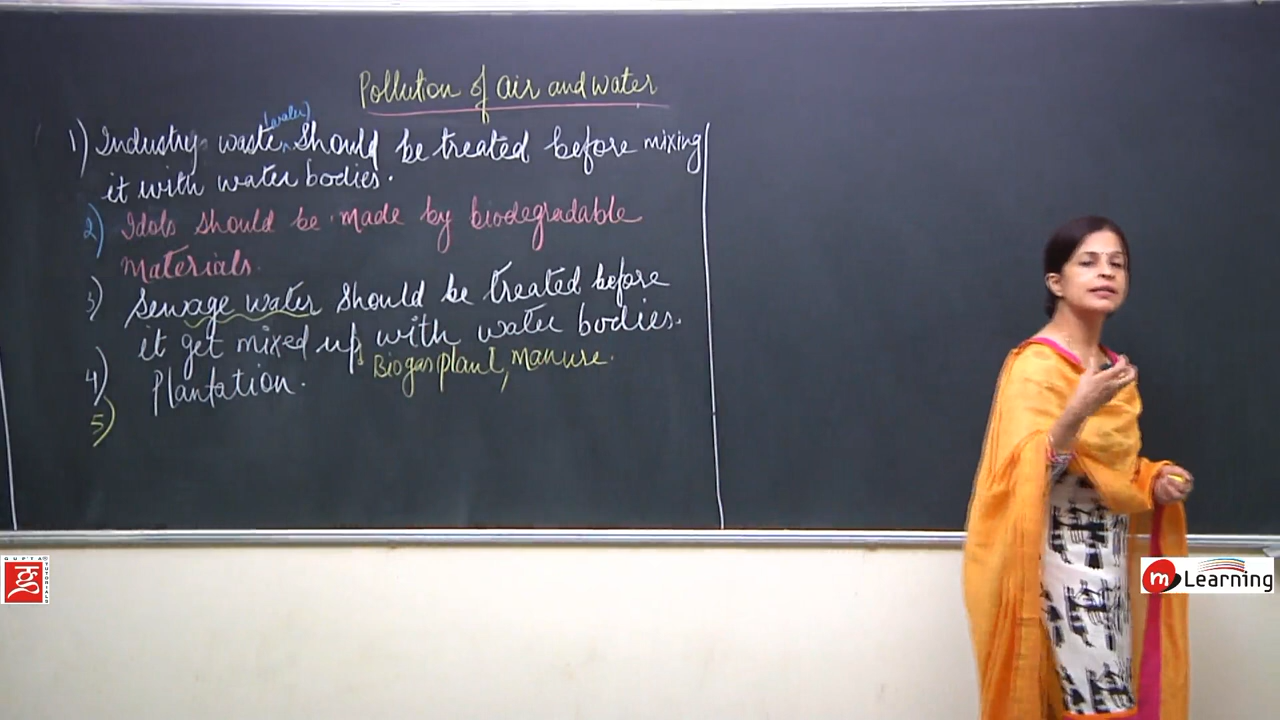 Pollution of air and water
(water)
1) Industry waste ^ should be treated before mixing
it with water bodies.
2) Idols should be made by biodegradable
materials.
3) Sewage water should be treated before
it get mixed up with water bodies.
Biogas plant, Manure.
4) Plantation.
5)
GUPTA®
TUTORIALS
m Learning